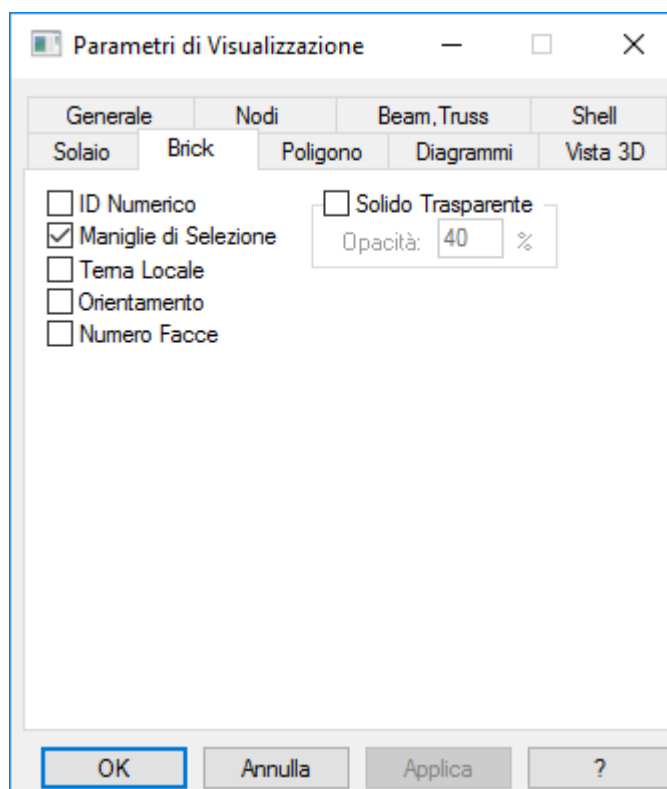 Parametri di Visualizzazione
Generale Nodi Beam,Truss Shell
Solaio Brick Poligono Diagrammi Vista 3D
ID Numerico Solido Trasparente
Maniglie di Selezione Opacità: 40 %
Terna Locale
Orientamento
Numero Facce
OK Annulla Applica ?